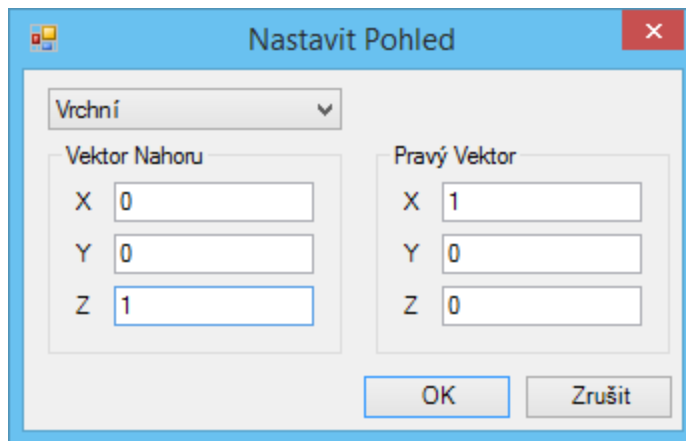 Nastavit Pohled
Vrchní
Vektor Nahoru
X 0
Y 0
Z 1
Pravý Vektor
X 1
Y 0
Z 0
OK
Zrušit